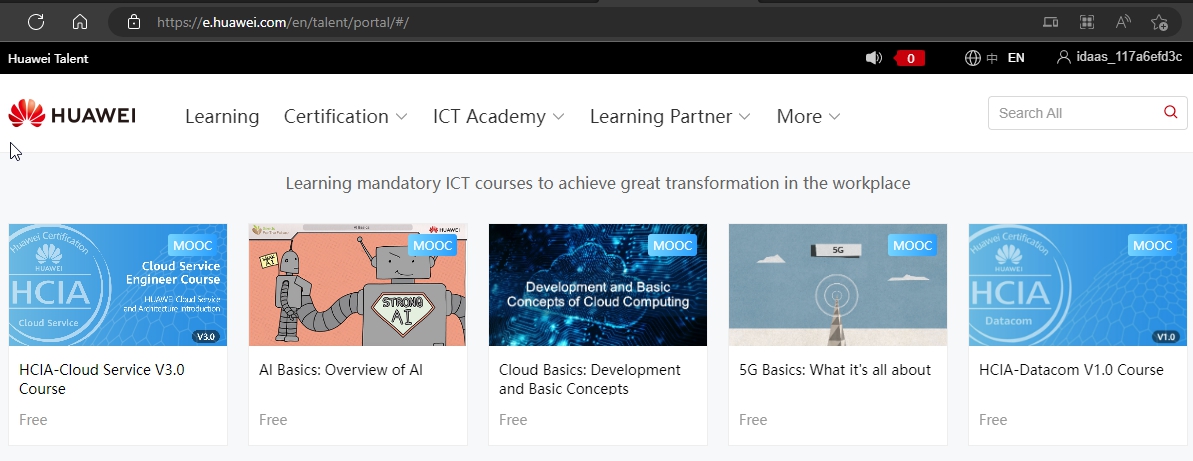 https://e.huawei.com/en/talent/portal/#/
Huawei Talent
0
中 EN
idaas_117a6efd3c
HUAWEI
Learning
Certification
ICT Academy
Learning Partner
More
Search All
Learning mandatory ICT courses to achieve great transformation in the workplace
Huawei Certification
HUAWEI
HCIA
Cloud Service
MOOC
Cloud Service
Engineer Course
HUAWEI Cloud Service
and Architecture Introduction
V3.0
HCIA-Cloud Service V3.0
Course
Free
AI Basics
HUAWEI
MOOC
STRONG
AI
AI Basics: Overview of AI
Free
MOOC
Development and Basic
Concepts of Cloud Computing
Cloud Basics: Development
and Basic Concepts
Free
MOOC
5G
5G Basics: What it's all about
Free
Huawei Certification
HUAWEI
HCIA
Datacom
MOOC
V1.0
HCIA-Datacom V1.0 Course
Free